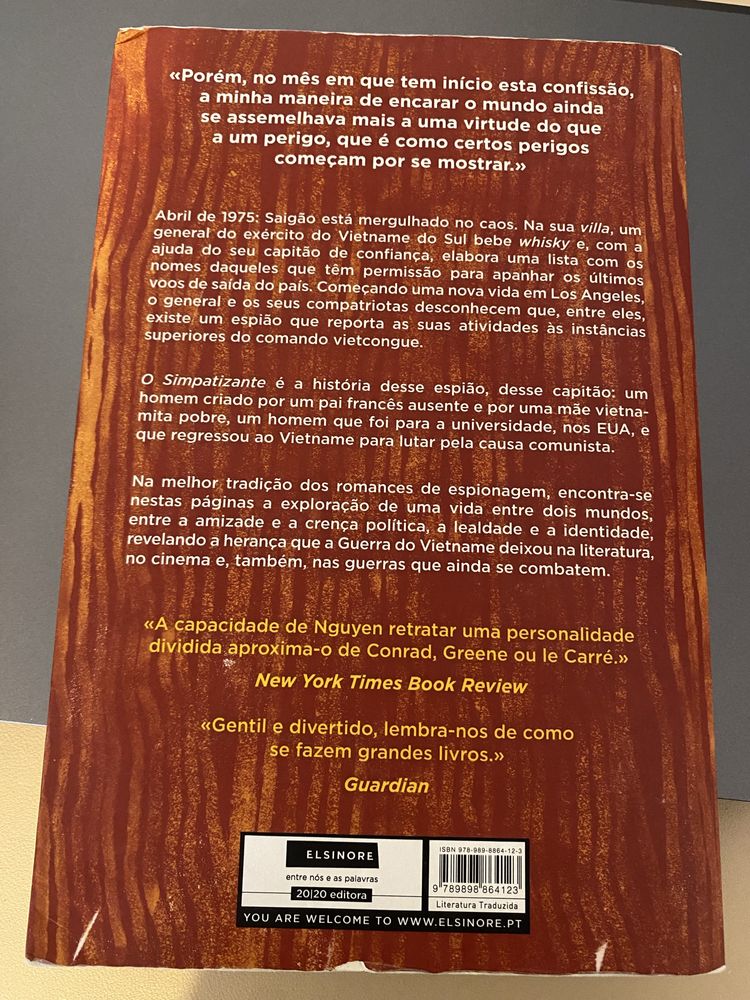 «Porém, no mês em que tem início esta confissão,
a minha maneira de encarar o mundo ainda
se assemelhava mais a uma virtude do que
a um perigo, que é como certos perigos
começam por se mostrar.»
Abril de 1975: Saigão está mergulhado no caos. Na sua villa, um
general do exército do Vietname do Sul bebe whisky e, com a
ajuda do seu capitão de confiança, elabora uma lista com os
nomes daqueles que têm permissão para apanhar os últimos
voos de saída do país. Começando uma nova vida em Los Angeles,
o general e os seus compatriotas desconhecem que, entre eles,
existe um espião que reporta as suas atividades às instâncias
superiores do comando vietcongue.
O Simpatizante é a história desse espião, desse capitão: um
homem criado por um pai francês ausente e por uma mãe vietna-
mita pobre, um homem que foi para a universidade, nos EUA, e
que regressou ao Vietname para lutar pela causa comunista.
Na melhor tradição dos romances de espionagem, encontra-se
nestas páginas a exploração de uma vida entre dois mundos,
entre a amizade e a crença política, a lealdade e a identidade,
revelando a herança que a Guerra do Vietname deixou na literatura,
no cinema e, também, nas guerras que ainda se combatem.
«A capacidade de Nguyen retratar uma personalidade
dividida aproxima-o de Conrad, Greene ou le Carré.»
New York Times Book Review
«Gentil e divertido, lembra-nos de como
se fazem grandes livros.»
Guardian
ELSINORE
entre nós e as palavras
20|20 editora
ISBN 978-989-8864-12-3
9 789898 864123
Literatura Traduzida
YOU ARE WELCOME TO WWW.ELSINORE.PT